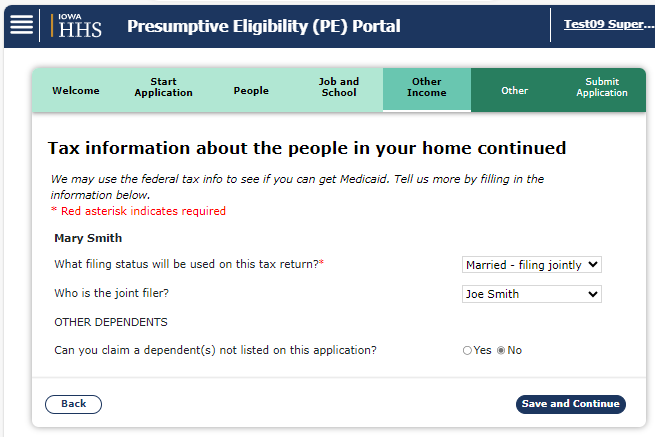 IOWA
HHS
Presumptive Eligibility (PE) Portal
Test09 Super...
Welcome
Start
Application
People
Job and
School
Other
Income
Other
Submit
Application
Tax information about the people in your home continued
We may use the federal tax info to see if you can get Medicaid. Tell us more by filling in the
information below.
* Red asterisk indicates required
Mary Smith
What filing status will be used on this tax return?*
Married - filing jointly
Who is the joint filer?
Joe Smith
OTHER DEPENDENTS
Can you claim a dependent(s) not listed on this application?
Yes No
Back
Save and Continue